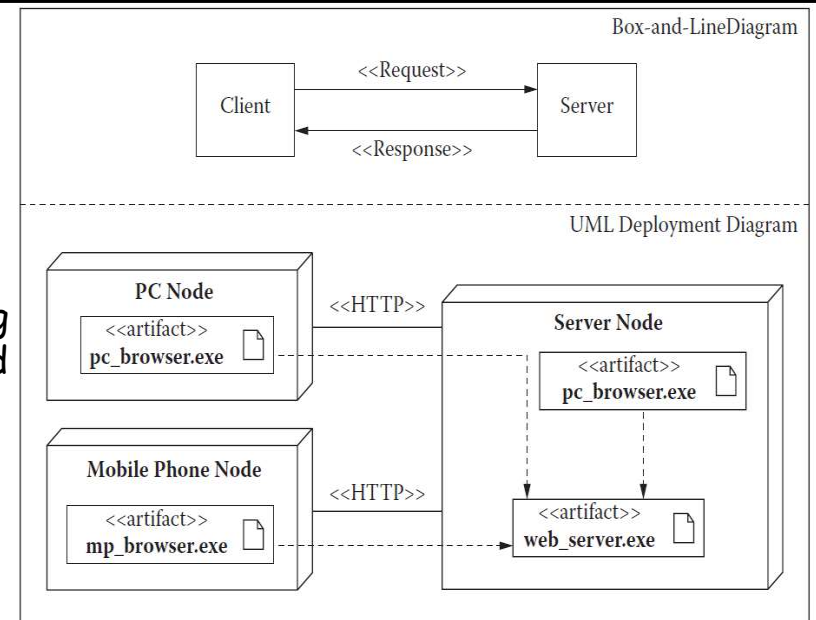 Box-and-LineDiagram
<<Request>>
Client
Server
<<Response>>
UML Deployment Diagram
PC Node
<<artifact>>
pc_browser.exe
<<HTTP>>
Server Node
<<artifact>>
pc_browser.exe
Mobile Phone Node
<<artifact>>
mp_browser.exe
<<HTTP>>
<<artifact>>
web_server.exe